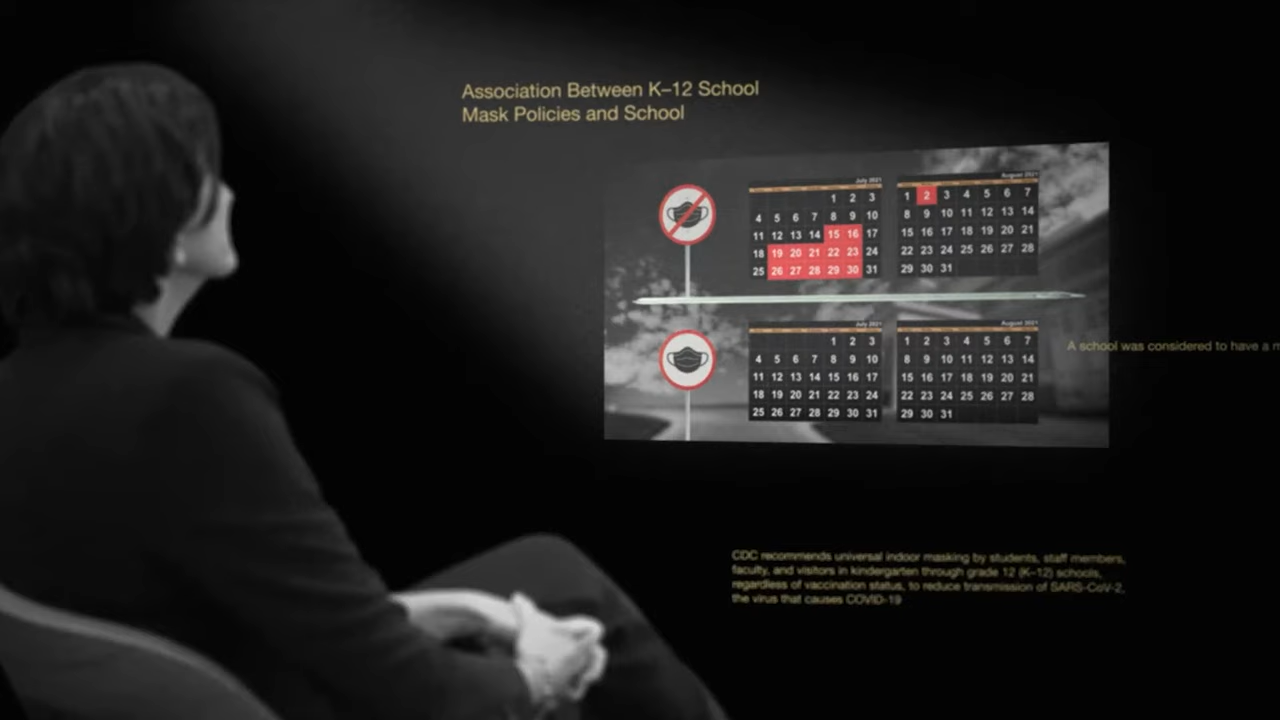 Association Between K–12 School
Mask Policies and School
July 2021
1 2 3
4 5 6 7 8 9 10
11 12 13 14 15 16 17
18 19 20 21 22 23 24
25 26 27 28 29 30 31
August 2021
1 2 3 4 5 6 7
8 9 10 11 12 13 14
15 16 17 18 19 20 21
22 23 24 25 26 27 28
29 30 31
July 2021
1 2 3
4 5 6 7 8 9 10
11 12 13 14 15 16 17
18 19 20 21 22 23 24
25 26 27 28 29 30 31
August 2021
1 2 3 4 5 6 7
8 9 10 11 12 13 14
15 16 17 18 19 20 21
22 23 24 25 26 27 28
29 30 31
A school was considered to have a
CDC recommends universal indoor masking by students, staff members,
faculty, and visitors in kindergarten through grade 12 (K–12) schools,
regardless of vaccination status, to reduce transmission of SARS-CoV-2,
the virus that causes COVID-19